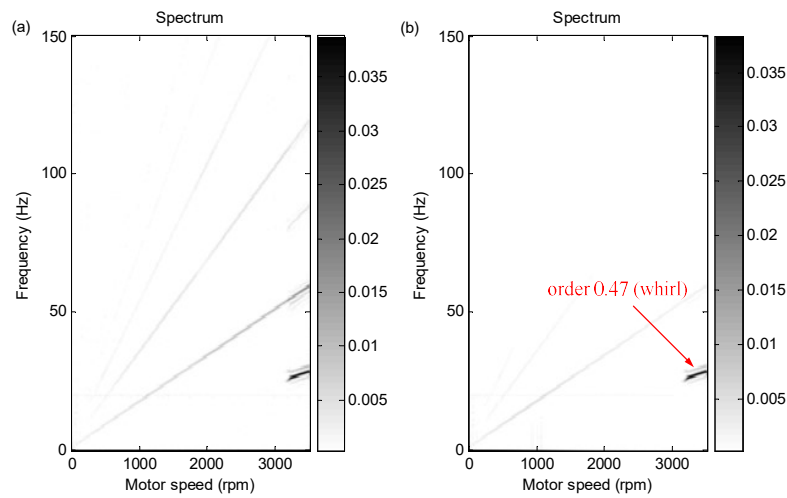 (a)
Spectrum
150
100
50
0
Frequency (Hz)
0 1000 2000 3000
Motor speed (rpm)
0.035
0.03
0.025
0.02
0.015
0.01
0.005
(b)
Spectrum
150
100
50
0
Frequency (Hz)
order 0.47 (whirl)
0 1000 2000 3000
Motor speed (rpm)
0.035
0.03
0.025
0.02
0.015
0.01
0.005